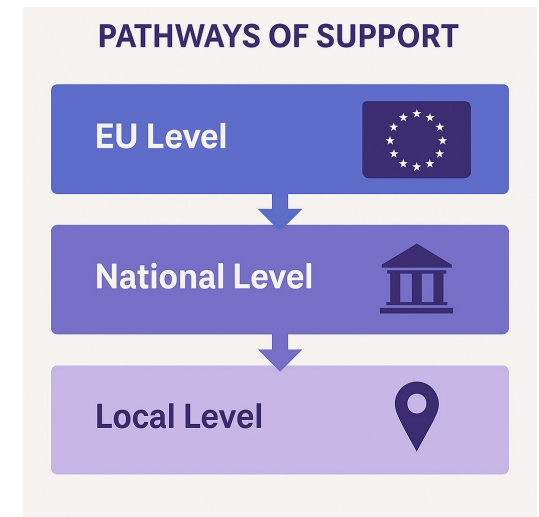 PATHWAYS OF SUPPORT
EU Level
National Level
Local Level